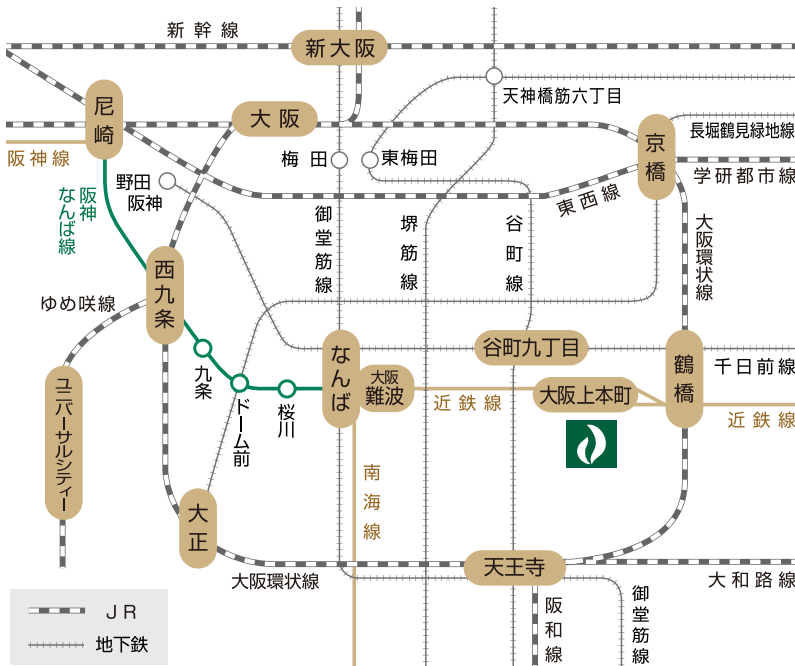 新幹線
新大阪
天神橋筋六丁目
尼崎
大阪
京橋
長堀鶴見緑地線
阪神線
梅田
東梅田
学研都市線
野田
阪神
阪神
なんば線
東西線
御堂筋線
堺筋線
谷町線
大阪環状線
西九条
ゆめ咲線
なんば
谷町九丁目
鶴橋
千日前線
九条
大阪
難波
ユニバーサルシティー
ドーム前
桜川
近鉄線
大阪上本町
近鉄線
南海線
大正
天王寺
大阪環状線
大和路線
阪和線
御堂筋線
JR
地下鉄